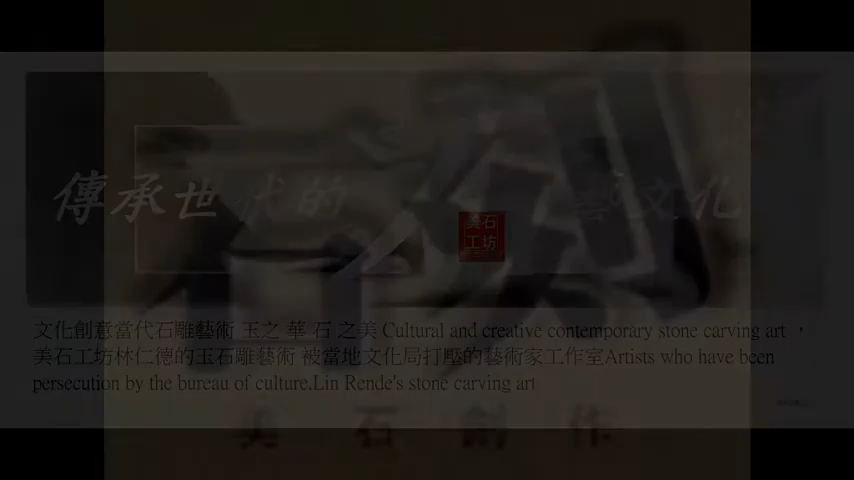 傳承世代的 藝文化
美石
工坊
文化創意當代石雕藝術 玉之 華 石 之美 Cultural and creative contemporary stone carving art ，
美石工坊林仁德的玉石雕藝術 被當地文化局打壓的藝術家工作室Artists who have been
persecution by the bureau of culture.Lin Rende's stone carving art
美 石 創 作